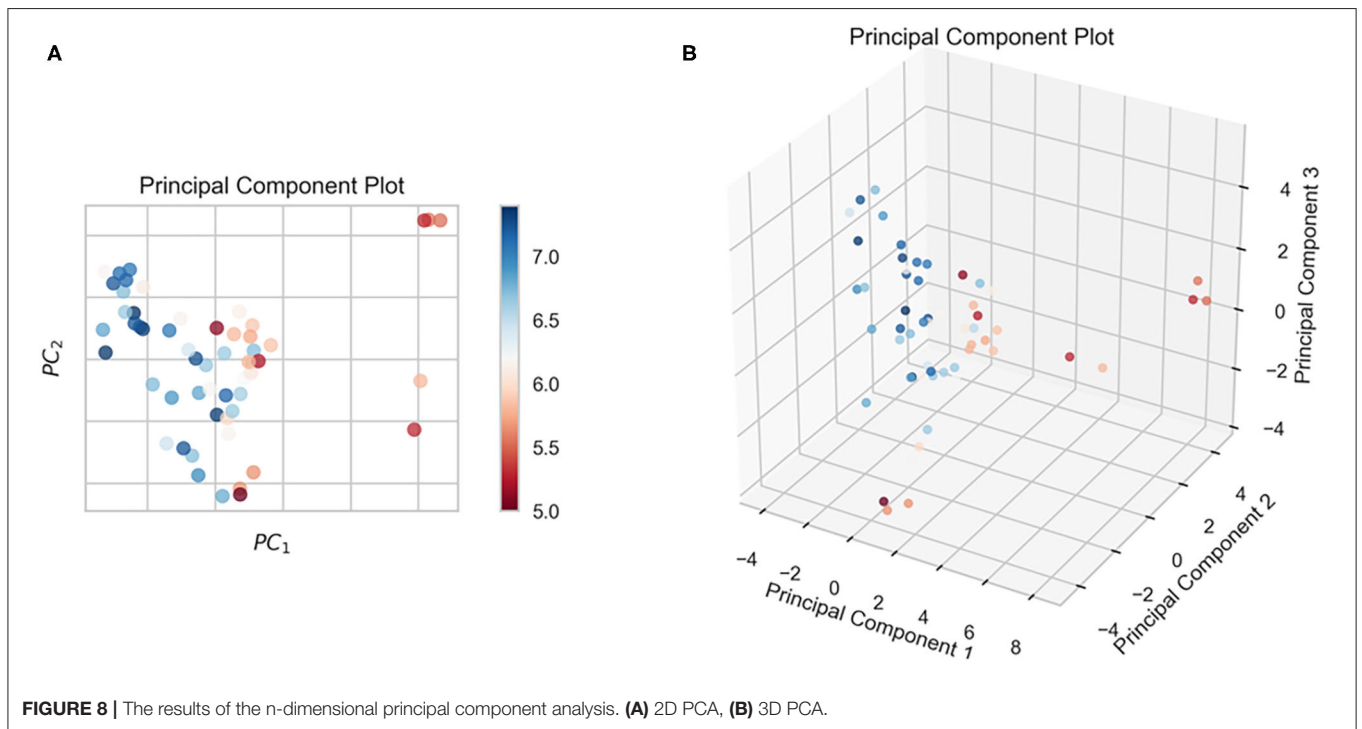 A
B
Principal Component Plot
Principal Component Plot
PC₂
PC₁
7.0
6.5
6.0
5.5
5.0
4
2
0
−2
−4
Principal Component 3
4
2
0
−2
−4
Principal Component 2
−4
−2
0
2
4
6
8
Principal Component 1
FIGURE 8 | The results of the n-dimensional principal component analysis. (A) 2D PCA, (B) 3D PCA.